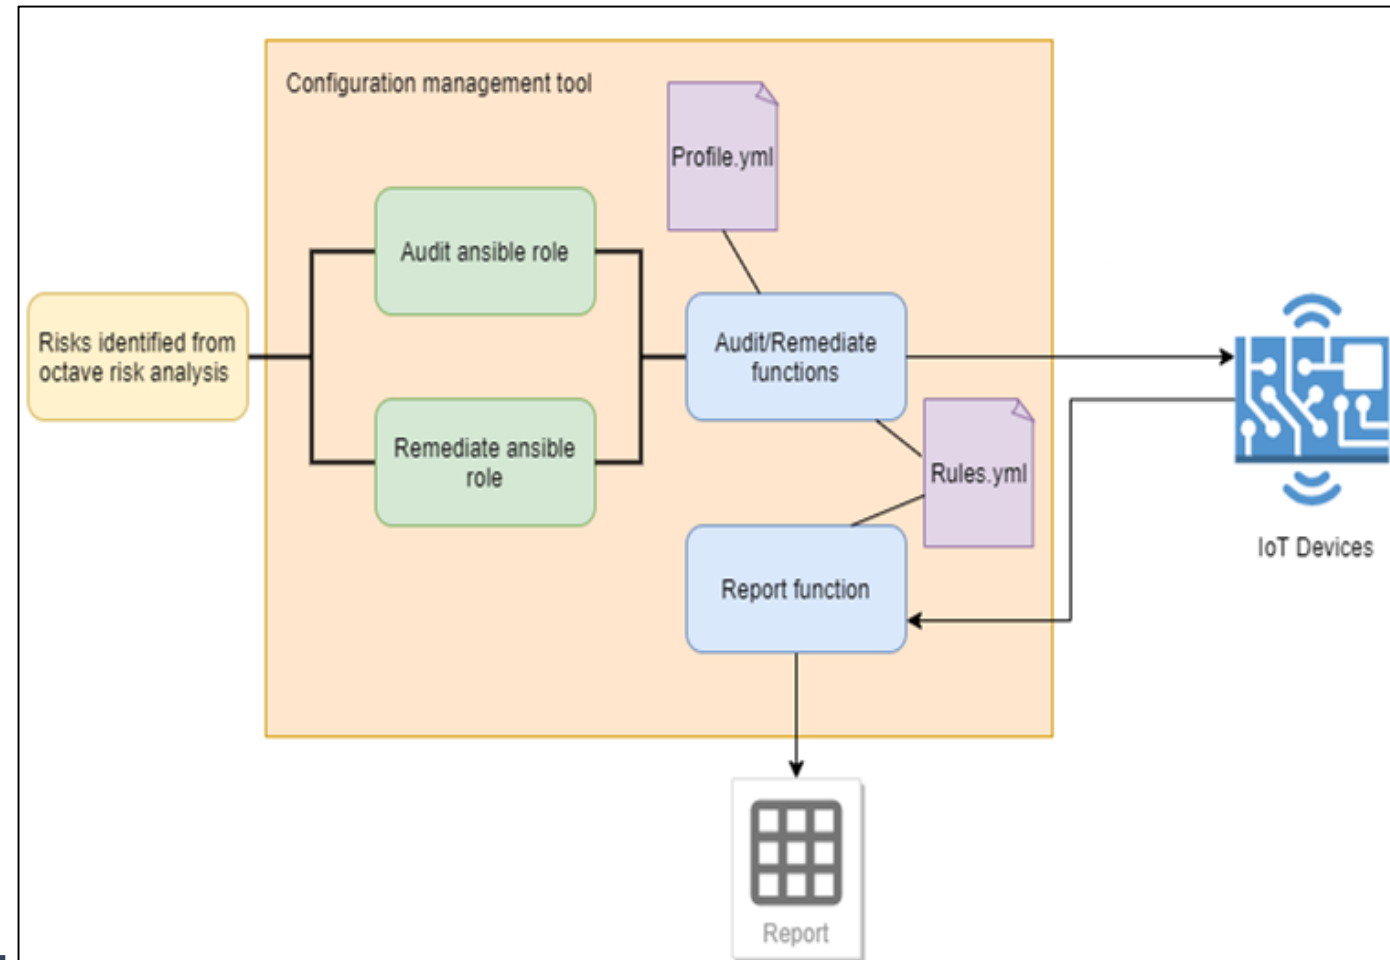 Configuration management tool
Profile.yml
Audit ansible role
Risks identified from
octave risk analysis
Audit/Remediate
functions
Remediate ansible
role
Rules.yml
IoT Devices
Report function
Report